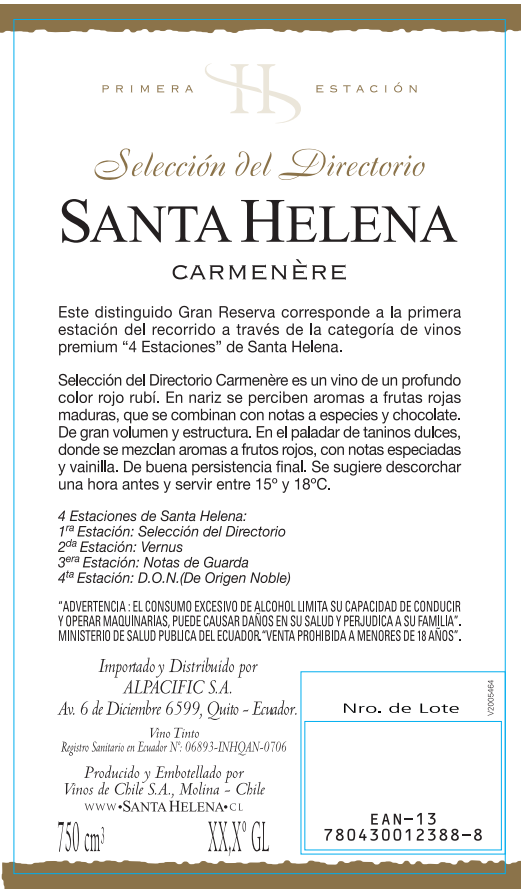 PRIMERA H ESTACIÓN
Selección del Directorio
SANTA HELENA
CARMENÈRE
Este distinguido Gran Reserva corresponde a la primera
estación del recorrido a través de la categoría de vinos
premium “4 Estaciones” de Santa Helena.
Selección del Directorio Carmenère es un vino de un profundo
color rojo rubí. En nariz se perciben aromas a frutas rojas
maduras, que se combinan con notas a especies y chocolate.
De gran volumen y estructura. En el paladar de taninos dulces,
donde se mezclan aromas a frutos rojos, con notas especiadas
y vainilla. De buena persistencia final. Se sugiere descorchar
una hora antes y servir entre 15º y 18ºC.
4 Estaciones de Santa Helena:
1ra Estación: Selección del Directorio
2da Estación: Vernus
3era Estación: Notas de Guarda
4ta Estación: D.O.N.(De Origen Noble)
“ADVERTENCIA : EL CONSUMO EXCESIVO DE ALCOHOL LIMITA SU CAPACIDAD DE CONDUCIR
Y OPERAR MAQUINARIAS, PUEDE CAUSAR DAÑOS EN SU SALUD Y PERJUDICA A SU FAMILIA”.
MINISTERIO DE SALUD PUBLICA DEL ECUADOR.“VENTA PROHIBIDA A MENORES DE 18 AÑOS”.
Importado y Distribuido por
ALPACIFIC S.A.
Av. 6 de Diciembre 6599, Quito - Ecuador.
Vino Tinto
Registro Sanitario en Ecuador Nº: 06893-INHQAN-0706
Producido y Embotellado por
Vinos de Chile S.A., Molina - Chile
WWW•SANTA HELENA•CL
750 cm³ XX,Xº GL
Nro. de Lote
V2005464
EAN-13
780430012388-8